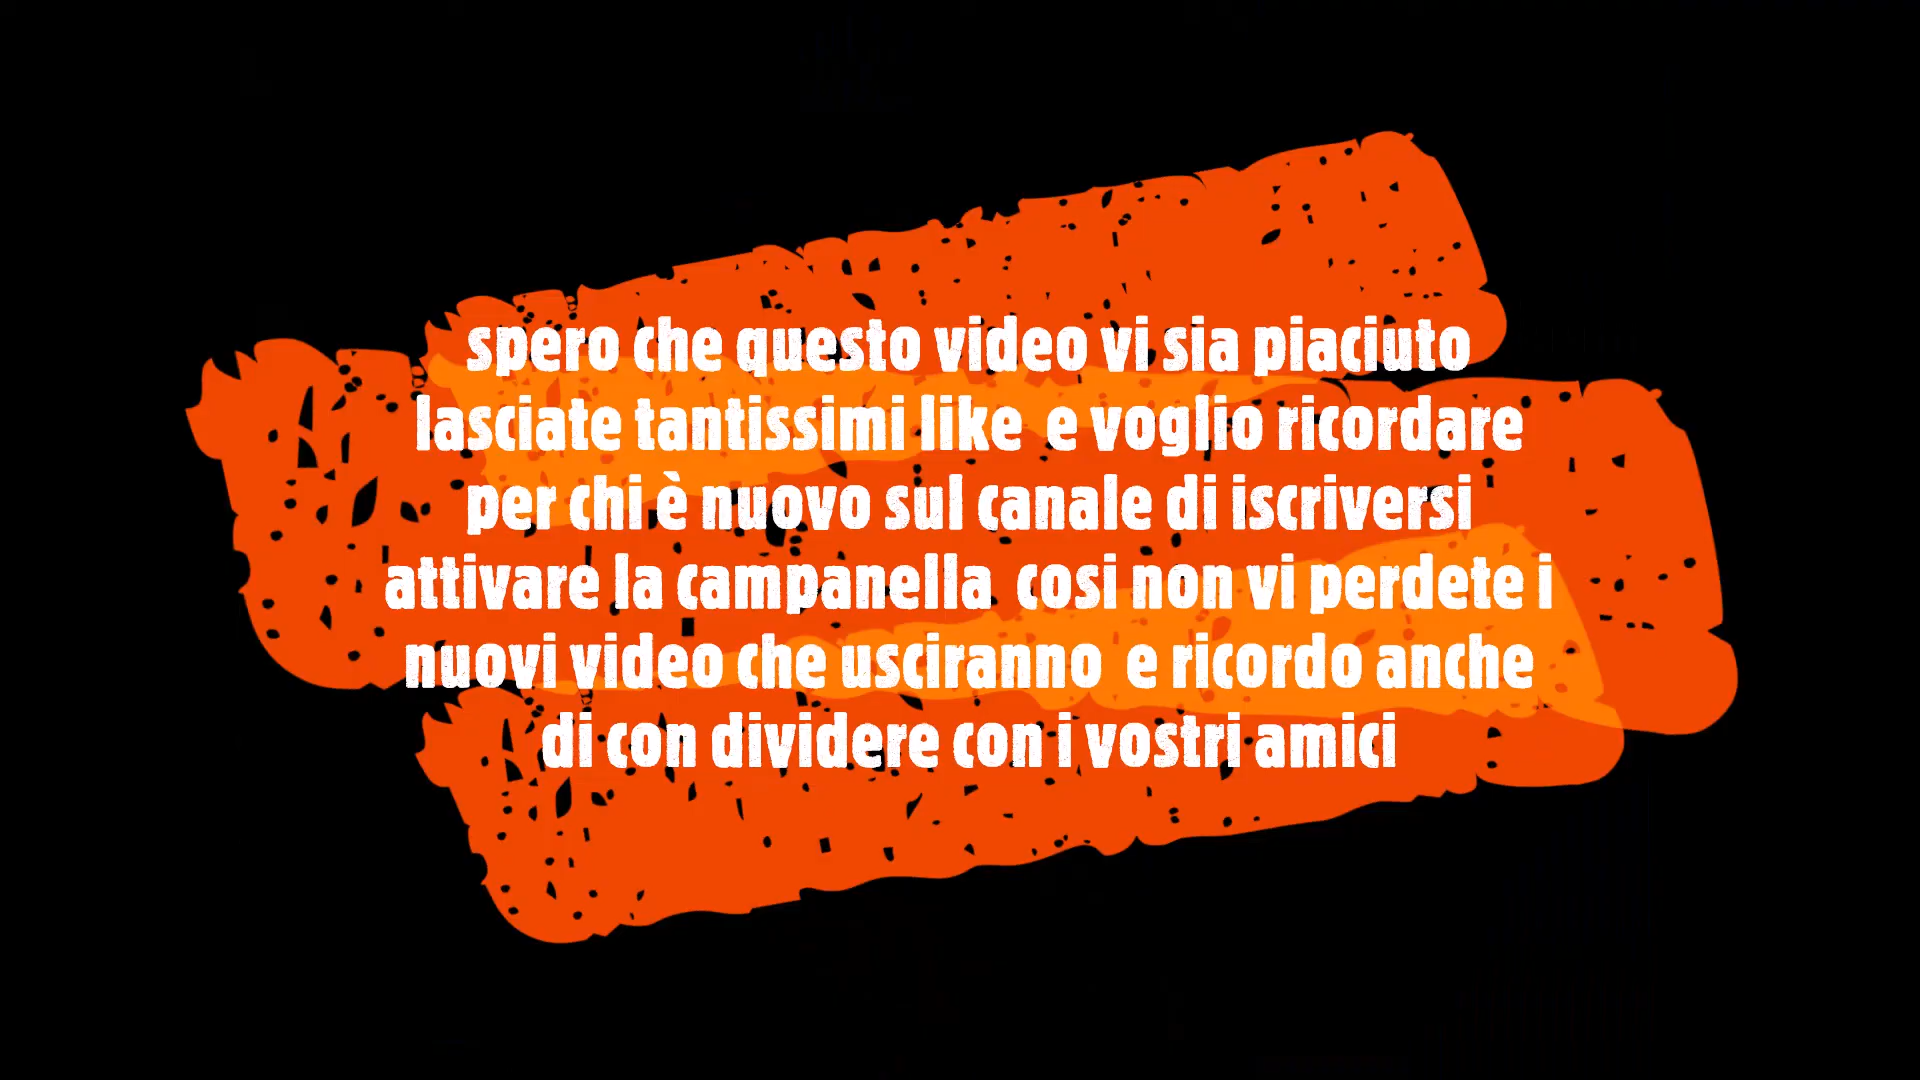 spero che questo video vi sia piaciuto
lasciate tantissimi like e voglio ricordare
per chi è nuovo sul canale di iscriversi
attivare la campanella cosi non vi perdete i
nuovi video che usciranno e ricordo anche
di con dividere con i vostri amici